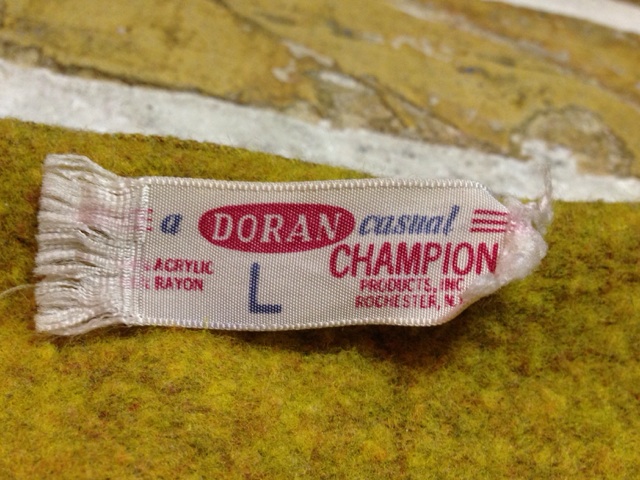 a DORAN casual
CHAMPION
PRODUCTS, INC
ROCHESTER, N.
% ACRYLIC
% RAYON
L